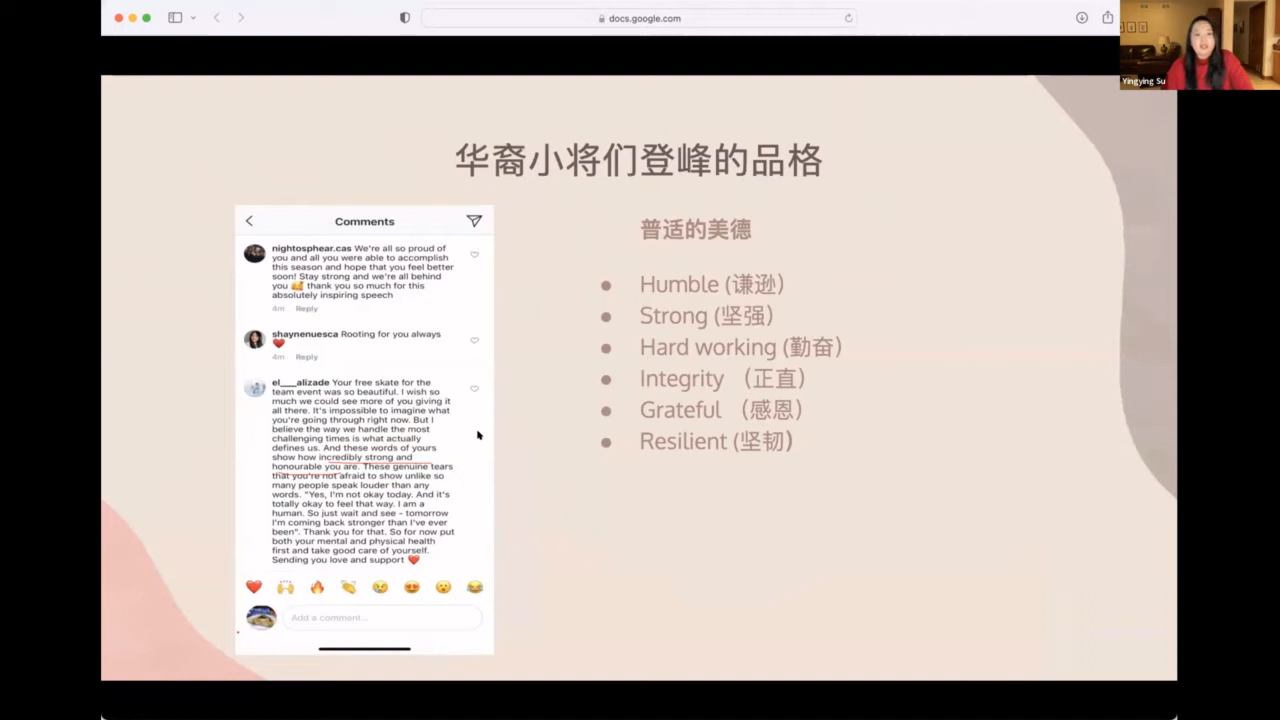 docs.google.com
Yingying Su
华裔小将们登峰的品格
Comments
nightosphear.cas We're all so proud of
you and all you were able to accomplish
this season and hope that you feel better
soon! Stay strong and we're all behind
you 🥰 thank you so much for this
absolutely inspiring speech
4m Reply
shaynenuesca Rooting for you always
❤️
4m Reply
el___alizade Your free skate for the
team event was so beautiful. I wish so
much we could see more of you giving it
all there. It's impossible to imagine what
you're going through right now. But I
believe the way we handle the most
challenging times is what actually
defines us. And these words of yours
show how incredibly strong and
honourable you are. These genuine tears
that you're not afraid to show unlike so
many people speak louder than any
words. "Yes, I'm not okay today. And it's
totally okay to feel that way. I am a
human. So just wait and see - tomorrow
I'm coming back stronger than I've ever
been". Thank you for that. So for now put
both your mental and physical health
first and take good care of yourself.
Sending you love and support ❤️
Add a comment...
普适的美德
● Humble (谦逊)
● Strong (坚强)
● Hard working (勤奋)
● Integrity （正直）
● Grateful （感恩）
● Resilient (坚韧)